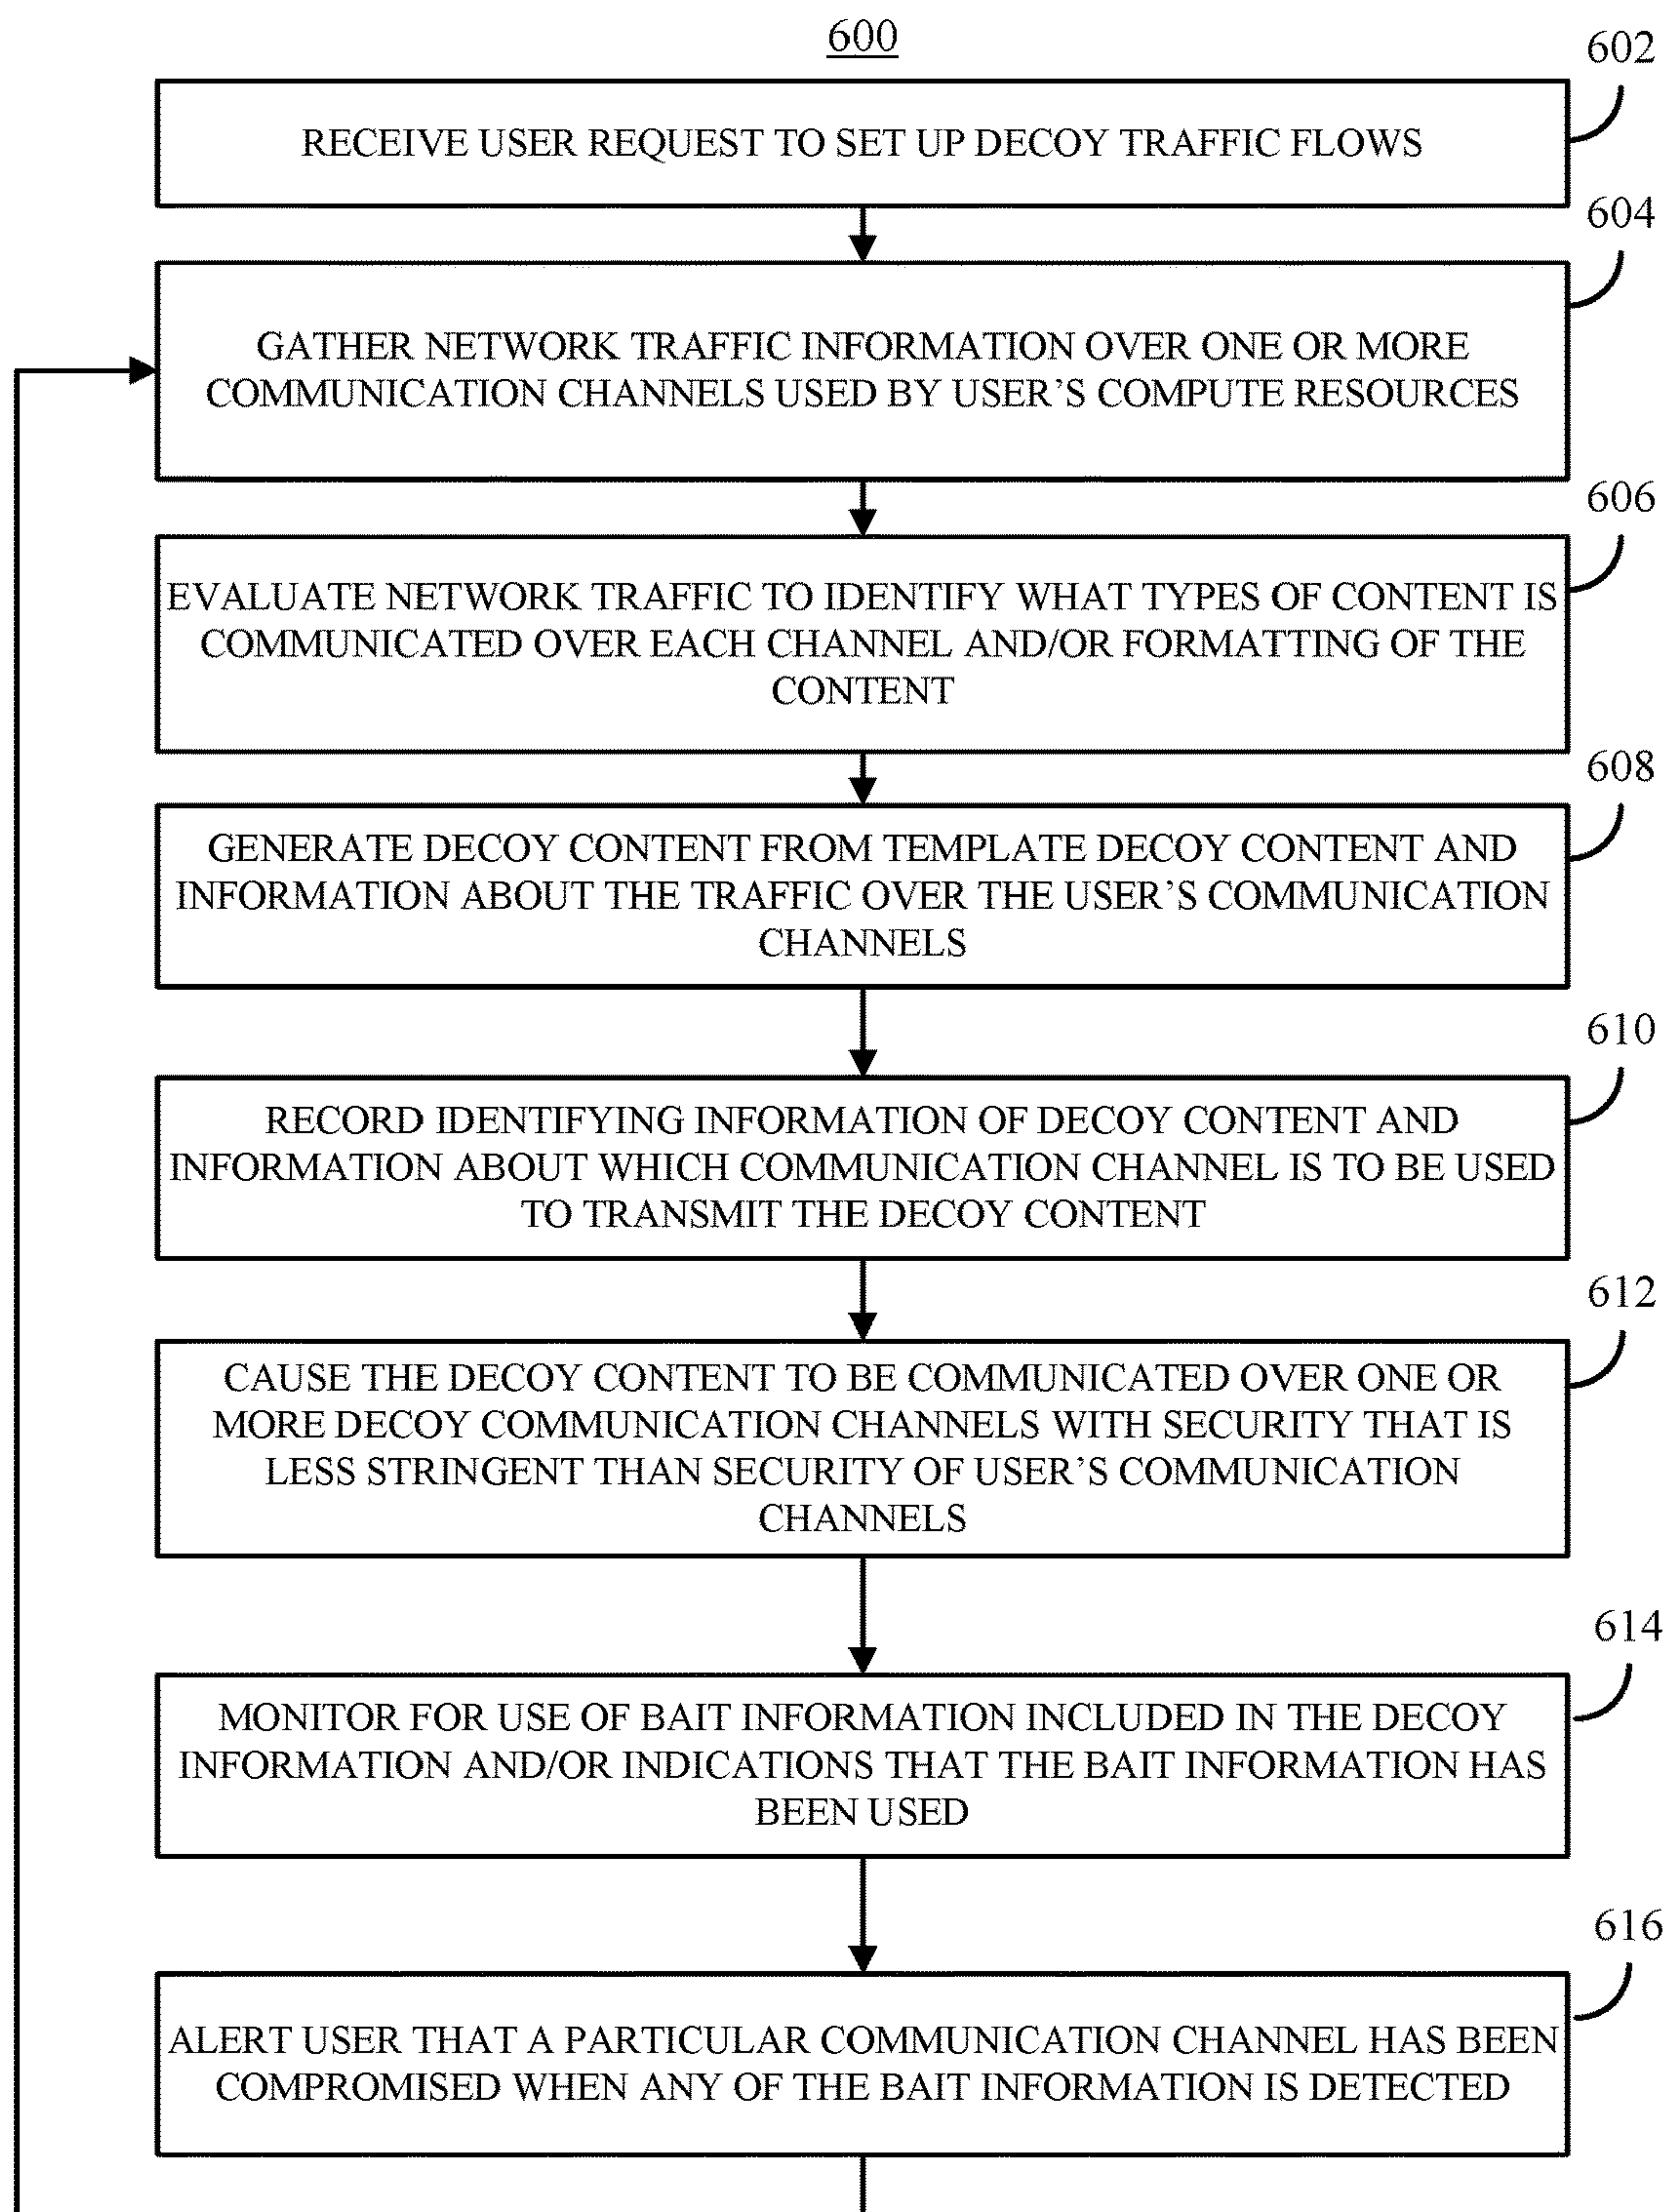 600
602
RECEIVE USER REQUEST TO SET UP DECOY TRAFFIC FLOWS
604
GATHER NETWORK TRAFFIC INFORMATION OVER ONE OR MORE
COMMUNICATION CHANNELS USED BY USER'S COMPUTE RESOURCES
606
EVALUATE NETWORK TRAFFIC TO IDENTIFY WHAT TYPES OF CONTENT IS
COMMUNICATED OVER EACH CHANNEL AND/OR FORMATTING OF THE
CONTENT
608
GENERATE DECOY CONTENT FROM TEMPLATE DECOY CONTENT AND
INFORMATION ABOUT THE TRAFFIC OVER THE USER'S COMMUNICATION
CHANNELS
610
RECORD IDENTIFYING INFORMATION OF DECOY CONTENT AND
INFORMATION ABOUT WHICH COMMUNICATION CHANNEL IS TO BE USED
TO TRANSMIT THE DECOY CONTENT
612
CAUSE THE DECOY CONTENT TO BE COMMUNICATED OVER ONE OR
MORE DECOY COMMUNICATION CHANNELS WITH SECURITY THAT IS
LESS STRINGENT THAN SECURITY OF USER'S COMMUNICATION
CHANNELS
614
MONITOR FOR USE OF BAIT INFORMATION INCLUDED IN THE DECOY
INFORMATION AND/OR INDICATIONS THAT THE BAIT INFORMATION HAS
BEEN USED
616
ALERT USER THAT A PARTICULAR COMMUNICATION CHANNEL HAS BEEN
COMPROMISED WHEN ANY OF THE BAIT INFORMATION IS DETECTED